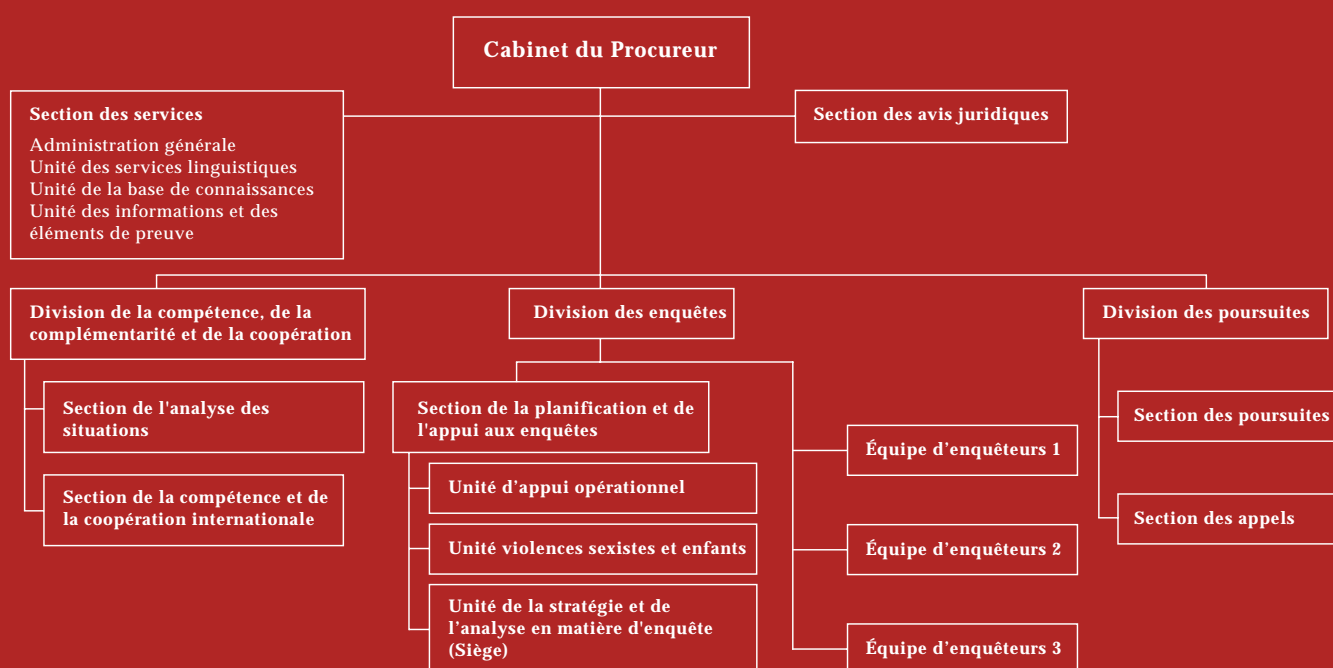 Cabinet du Procureur
Section des services
Administration générale
Unité des services linguistiques
Unité de la base de connaissances
Unité des informations et des
éléments de preuve
Section des avis juridiques
Division de la compétence, de la
complémentarité et de la coopération
Section de l'analyse des
situations
Section de la compétence et de
la coopération internationale
Division des enquêtes
Section de la planification et de
l'appui aux enquêtes
Unité d’appui opérationnel
Unité violences sexistes et enfants
Unité de la stratégie et de
l’analyse en matière d'enquête
(Siège)
Équipe d’enquêteurs 1
Équipe d’enquêteurs 2
Équipe d’enquêteurs 3
Division des poursuites
Section des poursuites
Section des appels